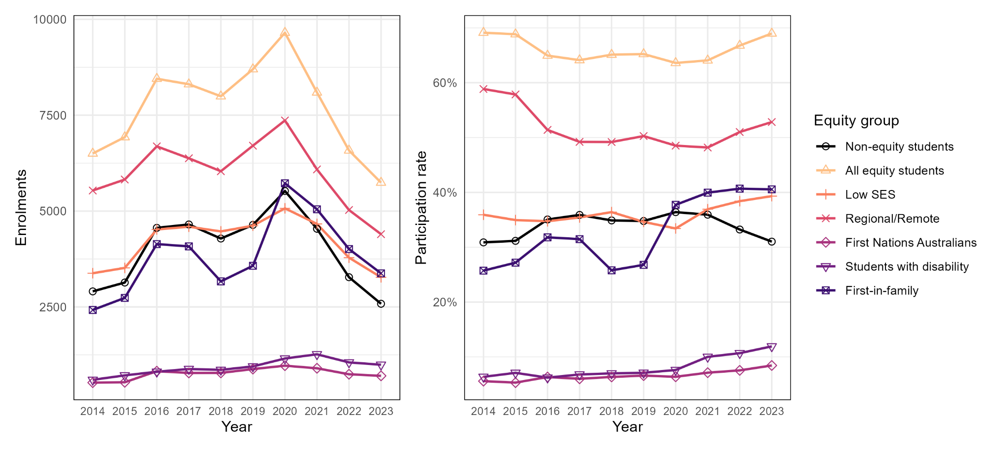 10000
7500
5000
2500
Enrolments
2014 2015 2016 2017 2018 2019 2020 2021 2022 2023
Year
60%
40%
20%
Participation rate
2014 2015 2016 2017 2018 2019 2020 2021 2022 2023
Year
Equity group
Non-equity students
All equity students
Low SES
Regional/Remote
First Nations Australians
Students with disability
First-in-family